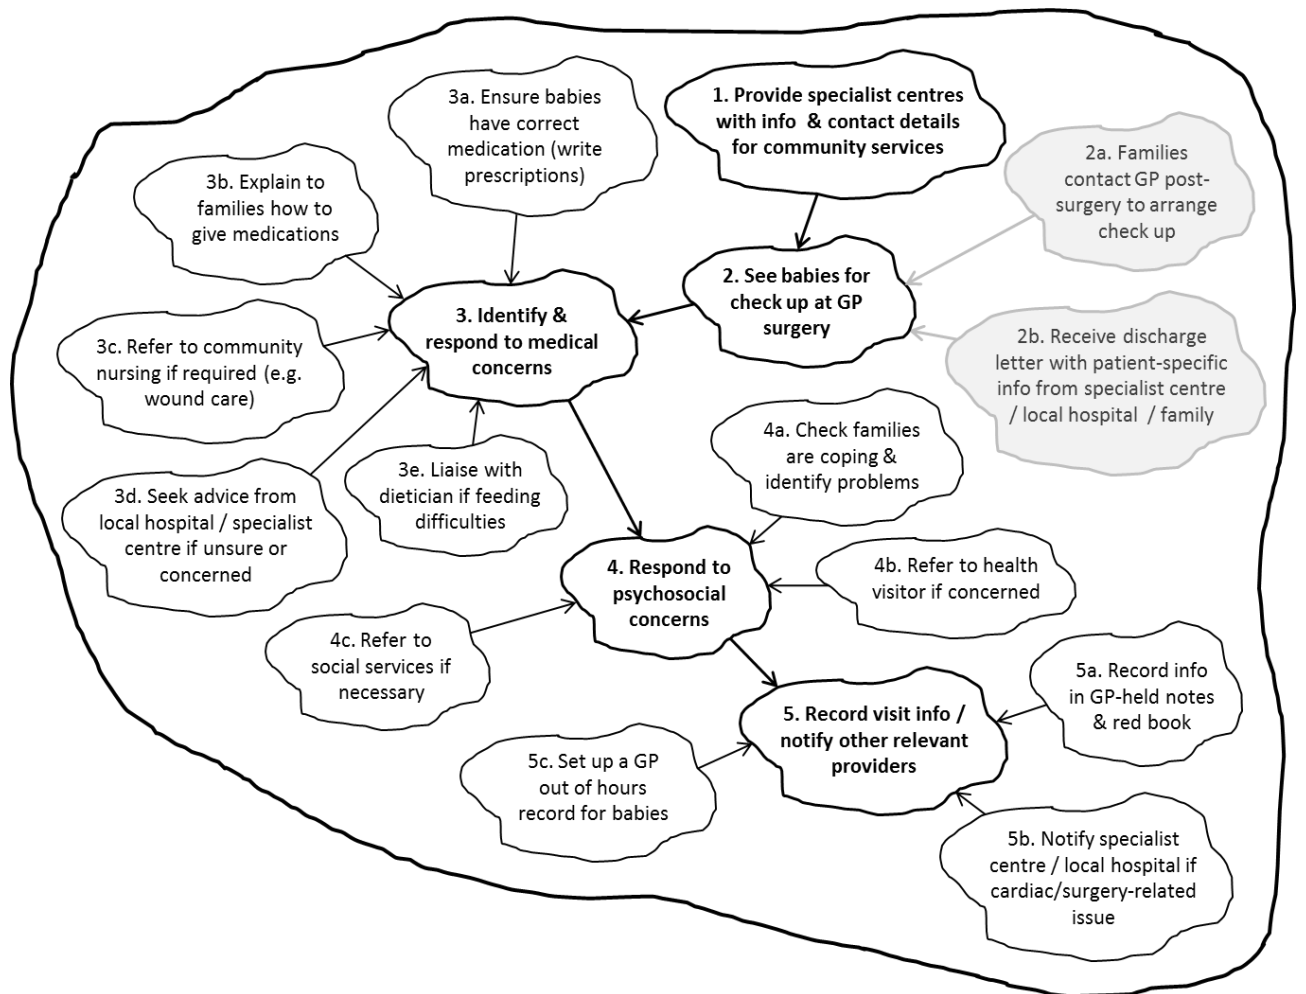 1. Provide specialist centres
with info & contact details
for community services
2a. Families
contact GP post-
surgery to arrange
check up
2b. Receive discharge
letter with patient-specific
info from specialist centre
/ local hospital / family
2. See babies for
check up at GP
surgery
3a. Ensure babies
have correct
medication (write
prescriptions)
3b. Explain to
families how to
give medications
3c. Refer to community
nursing if required (e.g.
wound care)
3d. Seek advice from
local hospital / specialist
centre if unsure or
concerned
3e. Liaise with
dietician if feeding
difficulties
3. Identify &
respond to medical
concerns
4a. Check families
are coping &
identify problems
4b. Refer to health
visitor if concerned
4c. Refer to
social services if
necessary
4. Respond to
psychosocial
concerns
5a. Record info
in GP-held notes
& red book
5b. Notify specialist
centre / local hospital if
cardiac/surgery-related
issue
5c. Set up a GP
out of hours
record for babies
5. Record visit info /
notify other relevant
providers